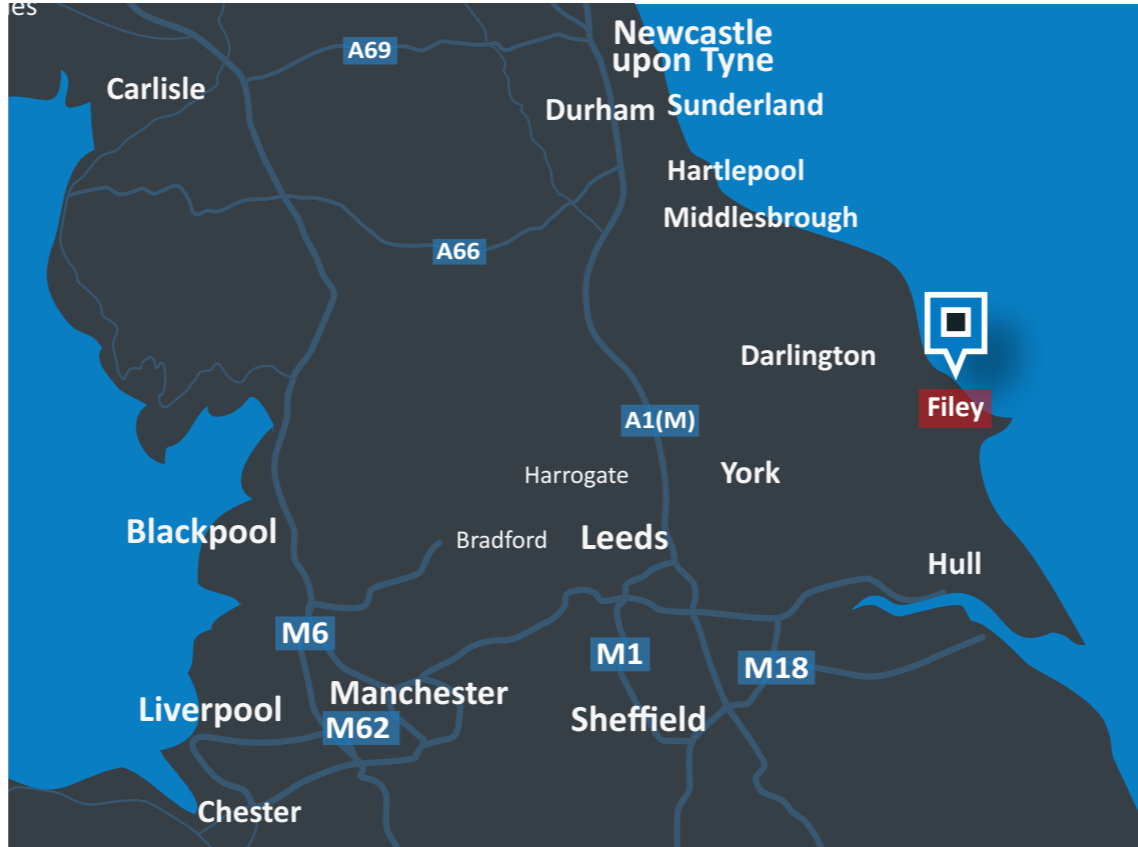 es
Newcastle
upon Tyne
A69
Carlisle
Durham
Sunderland
Hartlepool
Middlesbrough
A66
Darlington
Filey
A1(M)
Harrogate
York
Blackpool
Bradford
Leeds
Hull
M6
M1
M18
Manchester
Liverpool
M62
Sheffield
Chester